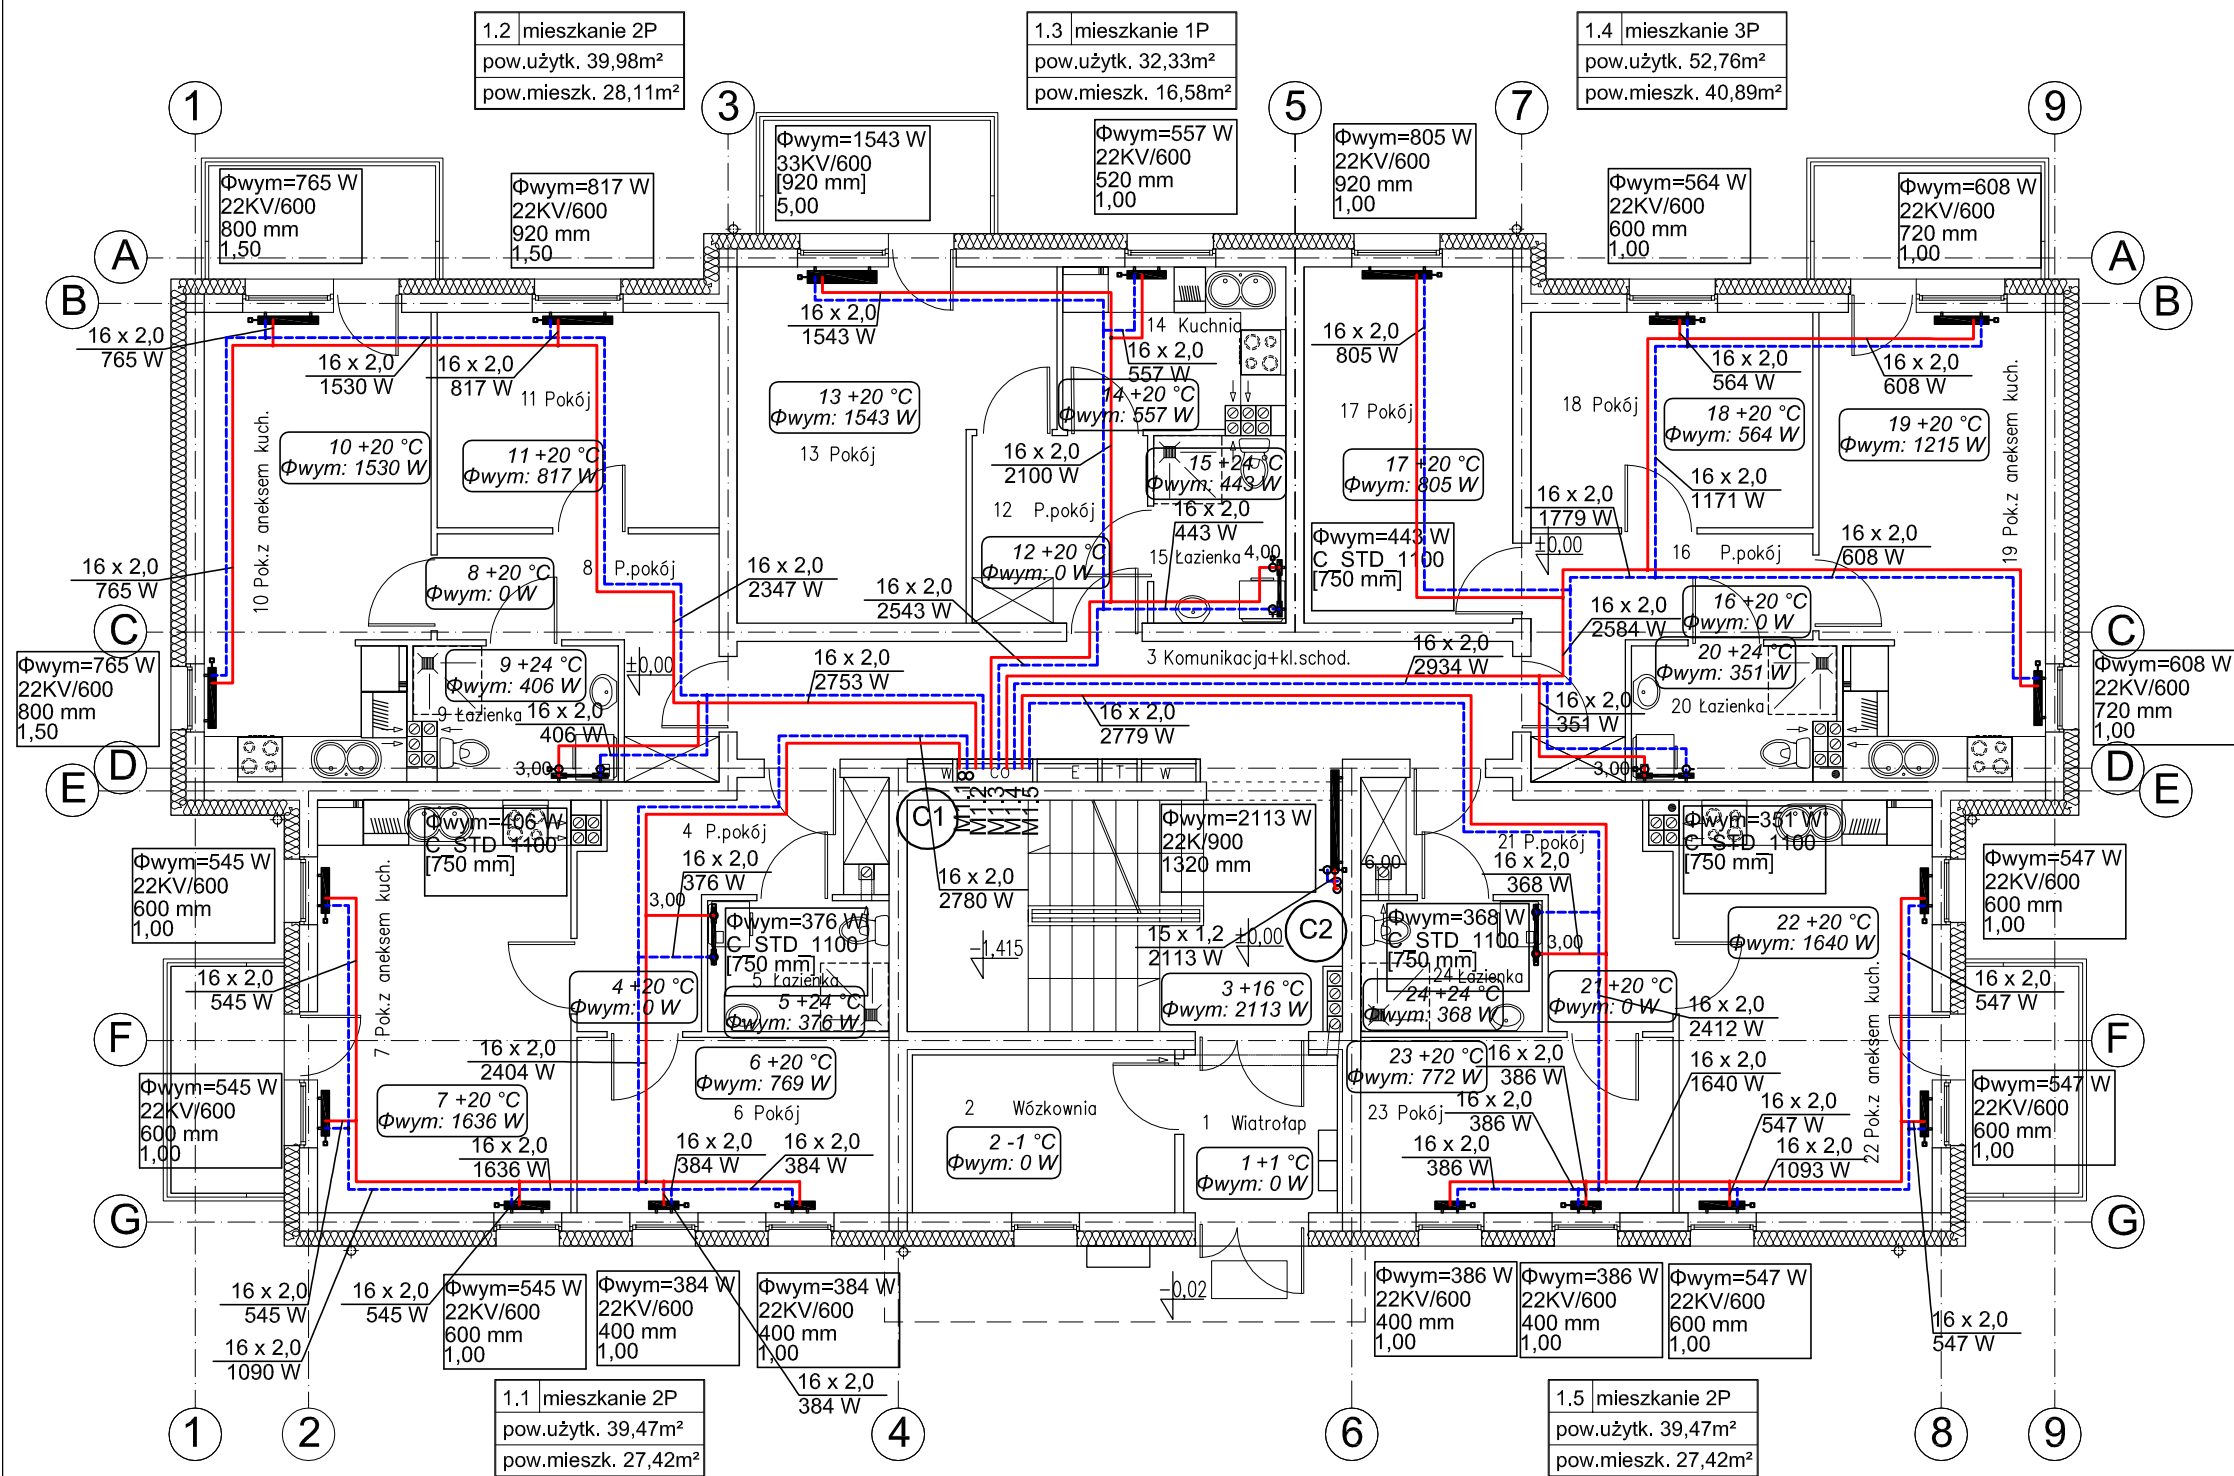 1.2 mieszkanie 2P
pow.użytk. 39,98m²
pow.mieszk. 28,11m²
1.3 mieszkanie 1P
pow.użytk. 32,33m²
pow.mieszk. 16,58m²
1.4 mieszkanie 3P
pow.użytk. 52,76m²
pow.mieszk. 40,89m²
1
3
5
7
9
Φwym=765 W
22KV/600
800 mm
1,50
Φwym=817 W
22KV/600
920 mm
1,50
Φwym=1543 W
33KV/600
[920 mm]
5,00
Φwym=557 W
22KV/600
520 mm
1,00
Φwym=805 W
22KV/600
920 mm
1,00
Φwym=564 W
22KV/600
600 mm
1,00
Φwym=608 W
22KV/600
720 mm
1,00
A
A
B
B
16 x 2,0
765 W
16 x 2,0
1530 W
16 x 2,0
817 W
16 x 2,0
1543 W
14 Kuchnia
16 x 2,0
557 W
16 x 2,0
805 W
16 x 2,0
564 W
16 x 2,0
608 W
10 Pok.z aneksem kuch.
11 Pokój
10 +20 °C
Φwym: 1530 W
11 +20 °C
Φwym: 817 W
13 +20 °C
Φwym: 1543 W
13 Pokój
14 +20 °C
Φwym: 557 W
17 Pokój
18 Pokój
18 +20 °C
Φwym: 564 W
19 +20 °C
Φwym: 1215 W
19 Pok.z aneksem kuch.
16 x 2,0
2100 W
15 +24 °C
Φwym: 443 W
17 +20 °C
Φwym: 805 W
16 x 2,0
1171 W
12 P.pokój
16 x 2,0
443 W
16 x 2,0
1779 W
16 x 2,0
608 W
16 x 2,0
765 W
8 +20 °C
Φwym: 0 W
8 P.pokój
16 x 2,0
2347 W
12 +20 °C
Φwym: 0 W
15 Łazienka
4,00
Φwym=443 W
C_STD_1100
[750 mm]
±0,00
16 P.pokój
16 x 2,0
2543 W
16 x 2,0
2584 W
16 +20 °C
Φwym: 0 W
C
C
Φwym=765 W
22KV/600
800 mm
1,50
9 +24 °C
Φwym: 406 W
±0,00
16 x 2,0
2753 W
3 Komunikacja+kl.schod.
16 x 2,0
2934 W
20 +24 °C
Φwym: 351 W
Φwym=608 W
22KV/600
720 mm
1,00
9 Łazienka
16 x 2,0
406 W
16 x 2,0
2779 W
16 x 2,0
351 W
20 Łazienka
3,00
3,00
D
D
E
E
W
CO
E
T
W
M1.2
M1.3
M1.4
M1.5
C1
Φwym=406 W
C_STD_1100
[750 mm]
4 P.pokój
16 x 2,0
376 W
3,00
16 x 2,0
2780 W
Φwym=2113 W
22K/900
1320 mm
6,00
21 P.pokój
16 x 2,0
368 W
Φwym=351 W
C_STD_1100
[750 mm]
Φwym=545 W
22KV/600
600 mm
1,00
Φwym=547 W
22KV/600
600 mm
1,00
7 Pok.z aneksem kuch.
Φwym=376 W
C_STD_1100
[750 mm]
5 Łazienka
-1,415
15 x 1,2
2113 W
±0,00
C2
Φwym=368 W
C_STD_1100
[750 mm]
24 Łazienka
3,00
22 +20 °C
Φwym: 1640 W
22 Pok.z aneksem kuch.
16 x 2,0
545 W
4 +20 °C
Φwym: 0 W
5 +24 °C
Φwym: 376 W
3 +16 °C
Φwym: 2113 W
24 +24 °C
Φwym: 368 W
21 +20 °C
Φwym: 0 W
16 x 2,0
2412 W
16 x 2,0
547 W
F
F
16 x 2,0
2404 W
6 +20 °C
Φwym: 769 W
6 Pokój
23 +20 °C
Φwym: 772 W
16 x 2,0
386 W
16 x 2,0
1640 W
Φwym=545 W
22KV/600
600 mm
1,00
7 +20 °C
Φwym: 1636 W
2 Wózkownia
1 Wiatrołap
23 Pokój
16 x 2,0
386 W
16 x 2,0
547 W
Φwym=547 W
22KV/600
600 mm
1,00
16 x 2,0
1636 W
16 x 2,0
384 W
16 x 2,0
384 W
2 -1 °C
Φwym: 0 W
1 +1 °C
Φwym: 0 W
16 x 2,0
386 W
16 x 2,0
1093 W
G
G
16 x 2,0
545 W
16 x 2,0
545 W
16 x 2,0
1090 W
Φwym=545 W
22KV/600
600 mm
1,00
Φwym=384 W
22KV/600
400 mm
1,00
Φwym=384 W
22KV/600
400 mm
1,00
16 x 2,0
384 W
-0,02
Φwym=386 W
22KV/600
400 mm
1,00
Φwym=386 W
22KV/600
400 mm
1,00
Φwym=547 W
22KV/600
600 mm
1,00
16 x 2,0
547 W
1.1 mieszkanie 2P
pow.użytk. 39,47m²
pow.mieszk. 27,42m²
1.5 mieszkanie 2P
pow.użytk. 39,47m²
pow.mieszk. 27,42m²
1
2
4
6
8
9